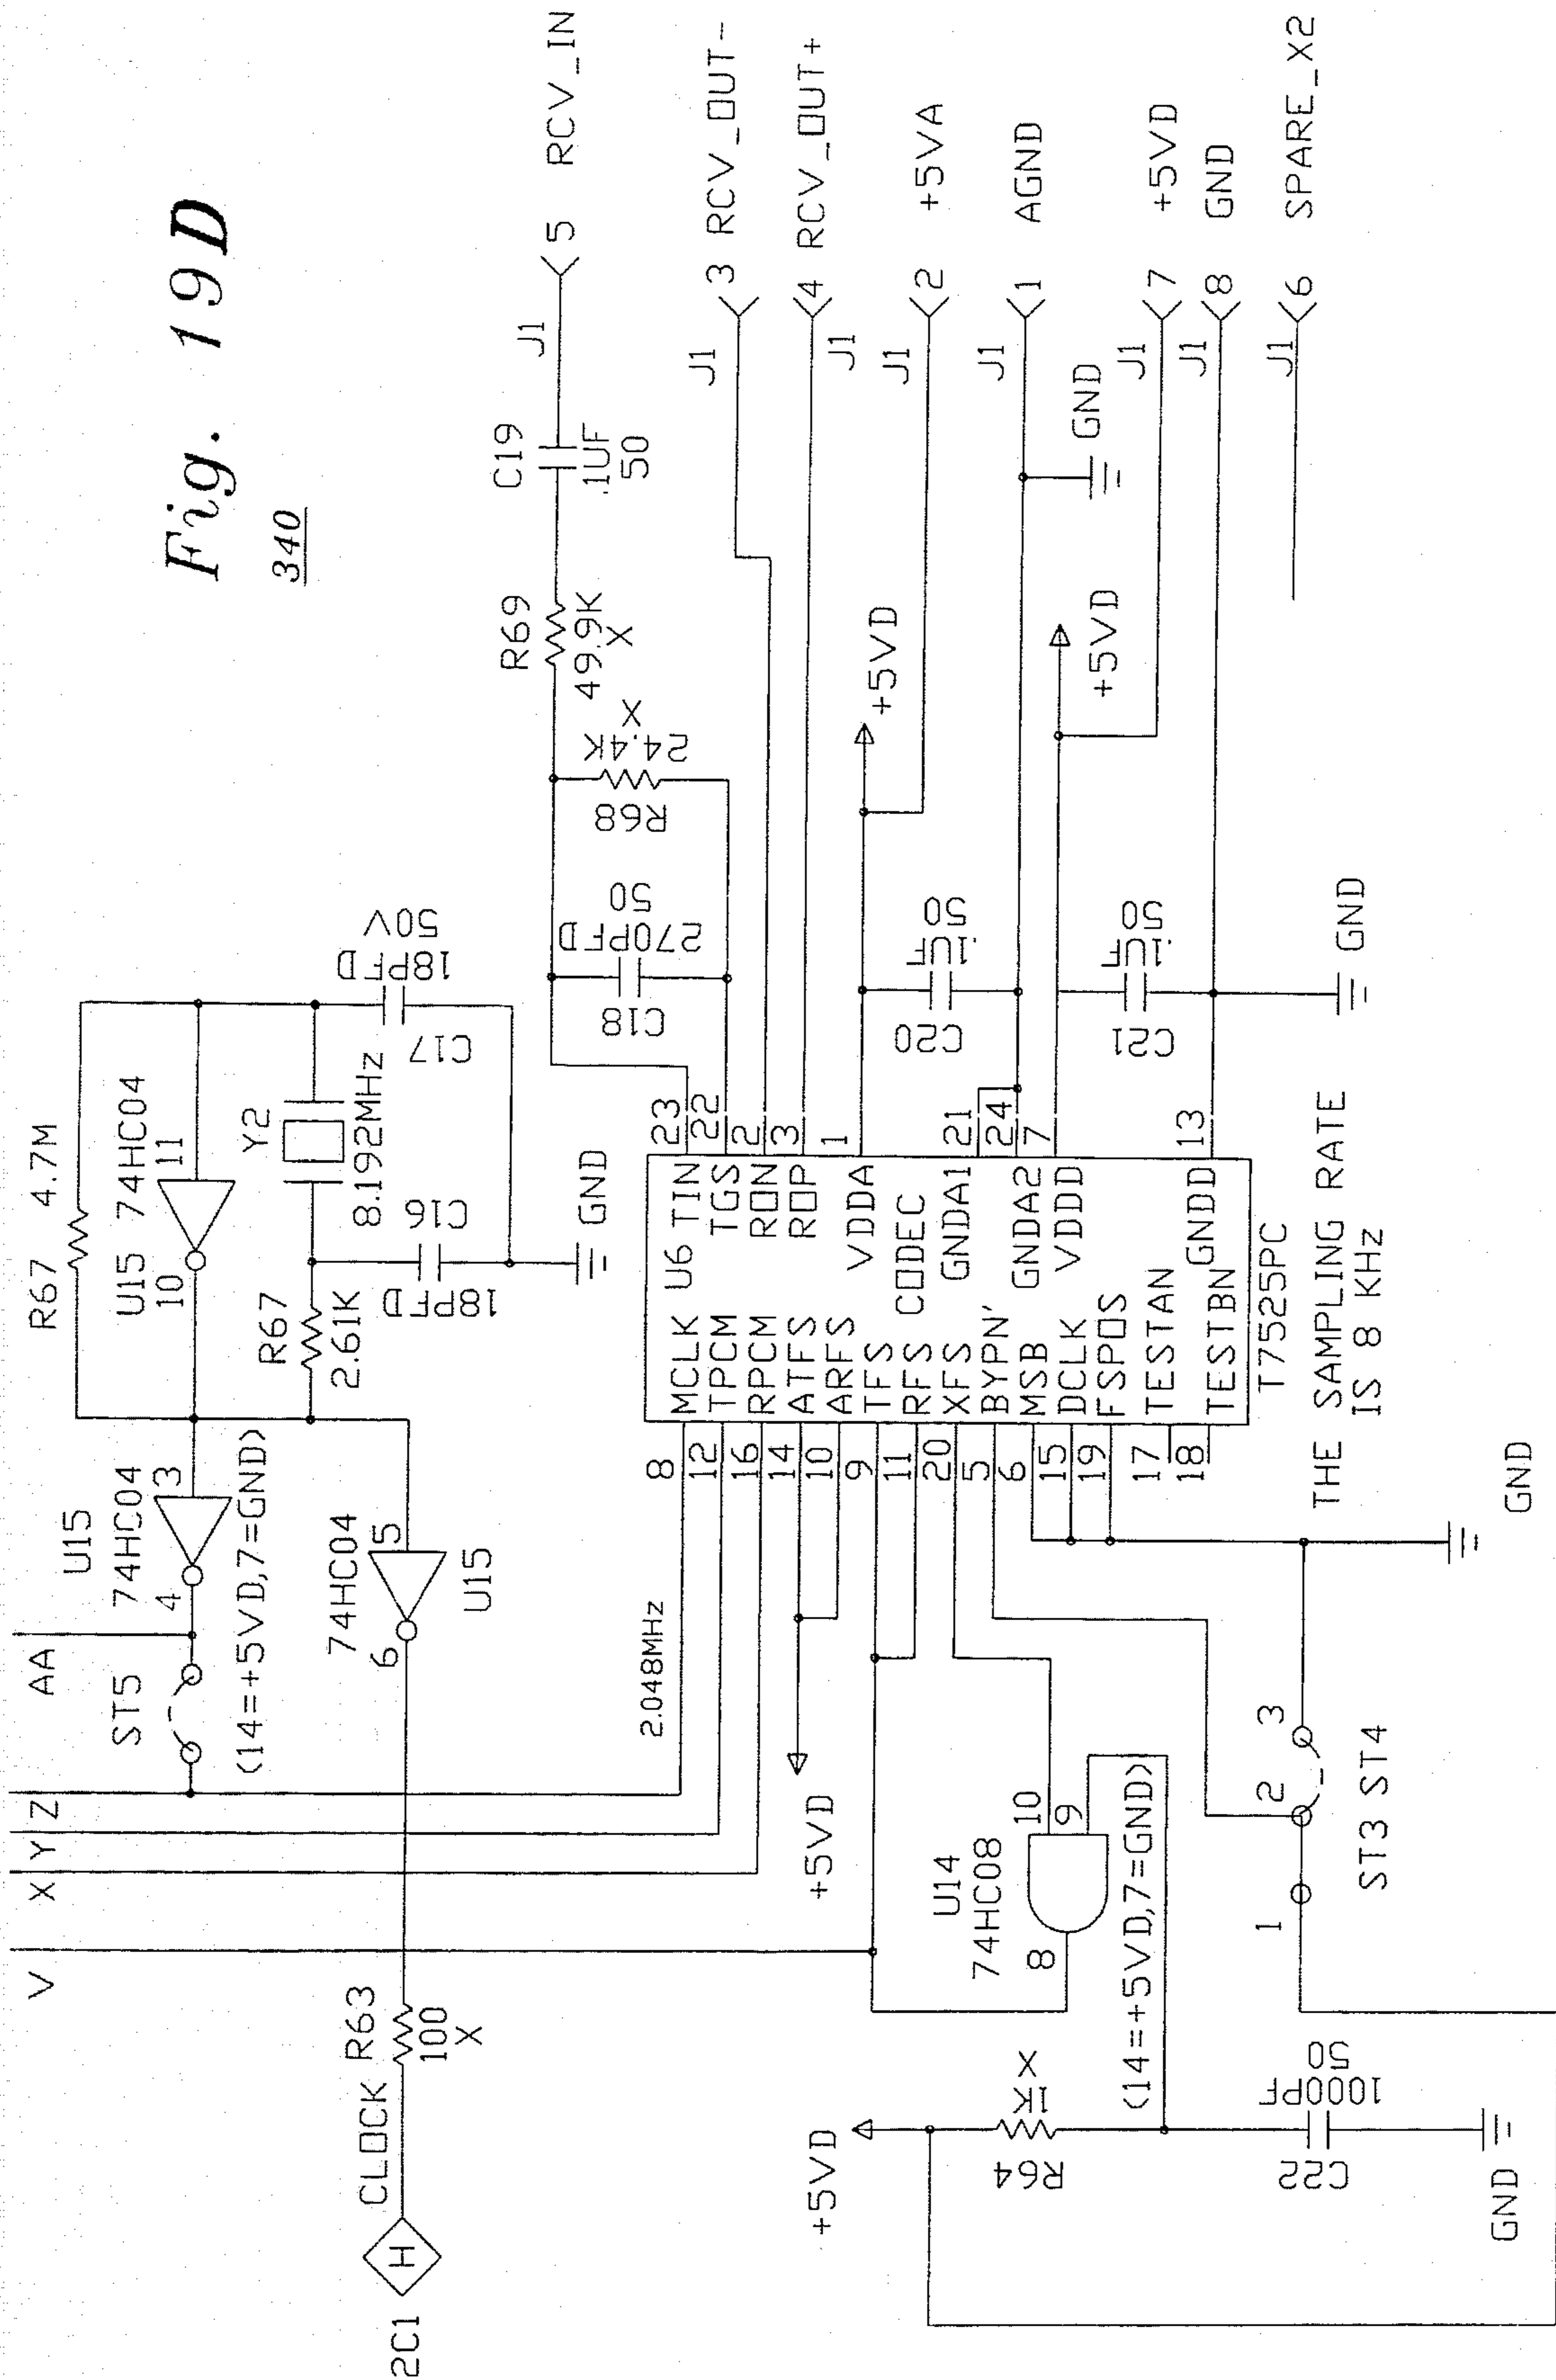 Fig. 19D
340
R67 4.7M
U15 74HC04
10
11
Y2
8.192MHz
R67
2.61K
C16
18PFD
C17
18PFD
50V
GND
U15
74HC04
4
3
(14=+5VD,7=GND)
AA
ST5
74HC04
6
5
U15
V
X
Y
Z
2C1
H
CLOCK
R63
100
X
2.048MHz
J1
5 RCV_IN
C19
.1UF
50
R69
49.9K
X
R68
24.4K
X
C18
270PFD
50
J1
3 RCV_OUT-
J1
4 RCV_OUT+
J1
2 +5VA
J1
1 AGND
J1
7 +5VD
J1
8 GND
J1
6 SPARE_X2
+5VD
GND
+5VD
C20
.1UF
50
C21
.1UF
50
GND
8 MCLK U6 TIN 23
12 TPCM TGS 22
16 RPCM RON 2
14 ATFS ROP 3
10 ARFS VDDA 1
9 TFS
11 RFS CODEC
20 XFS GNDA1 21
5 BYPN'
6 MSB GNDA2 24
15 DCLK VDDD 7
19 FSPOS
17 TESTAN
18 TESTBN GNDD 13
T7525PC
THE SAMPLING RATE
IS 8 KHz
+5VD
U14
74HC08
8
10
9
(14=+5VD,7=GND)
+5VD
R64
1K
X
C22
1000PF
50
GND
1
2
3
ST3 ST4
GND